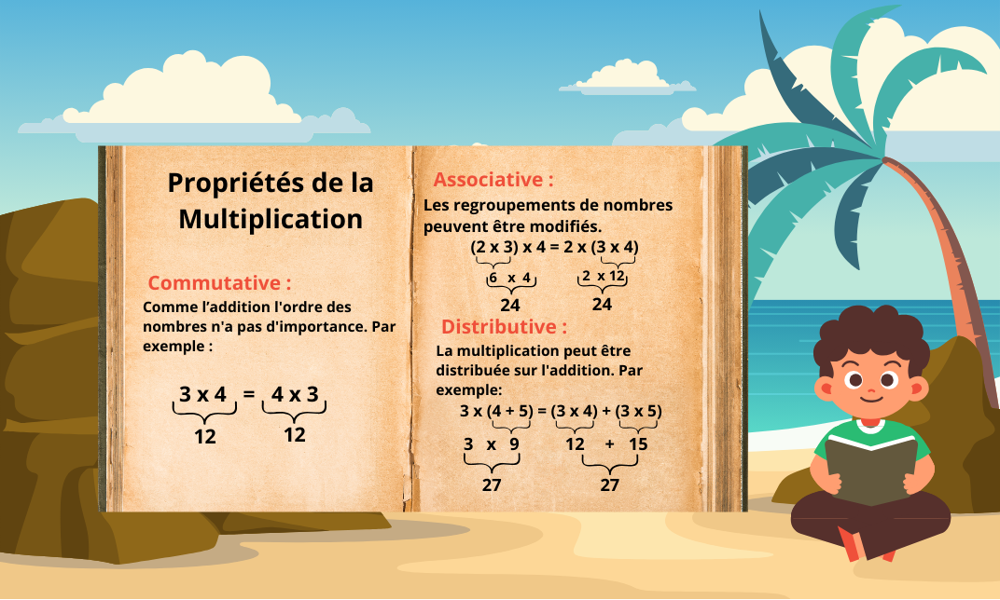 Propriétés de la
Multiplication
Commutative :
Comme l’addition l'ordre des
nombres n'a pas d'importance. Par
exemple :
3 x 4 = 4 x 3
12 12
Associative :
Les regroupements de nombres
peuvent être modifiés.
(2 x 3) x 4 = 2 x (3 x 4)
6 x 4 2 x 12
24 24
Distributive :
La multiplication peut être
distribuée sur l'addition. Par
exemple:
3 x (4 + 5) = (3 x 4) + (3 x 5)
3 x 9 12 + 15
27 27